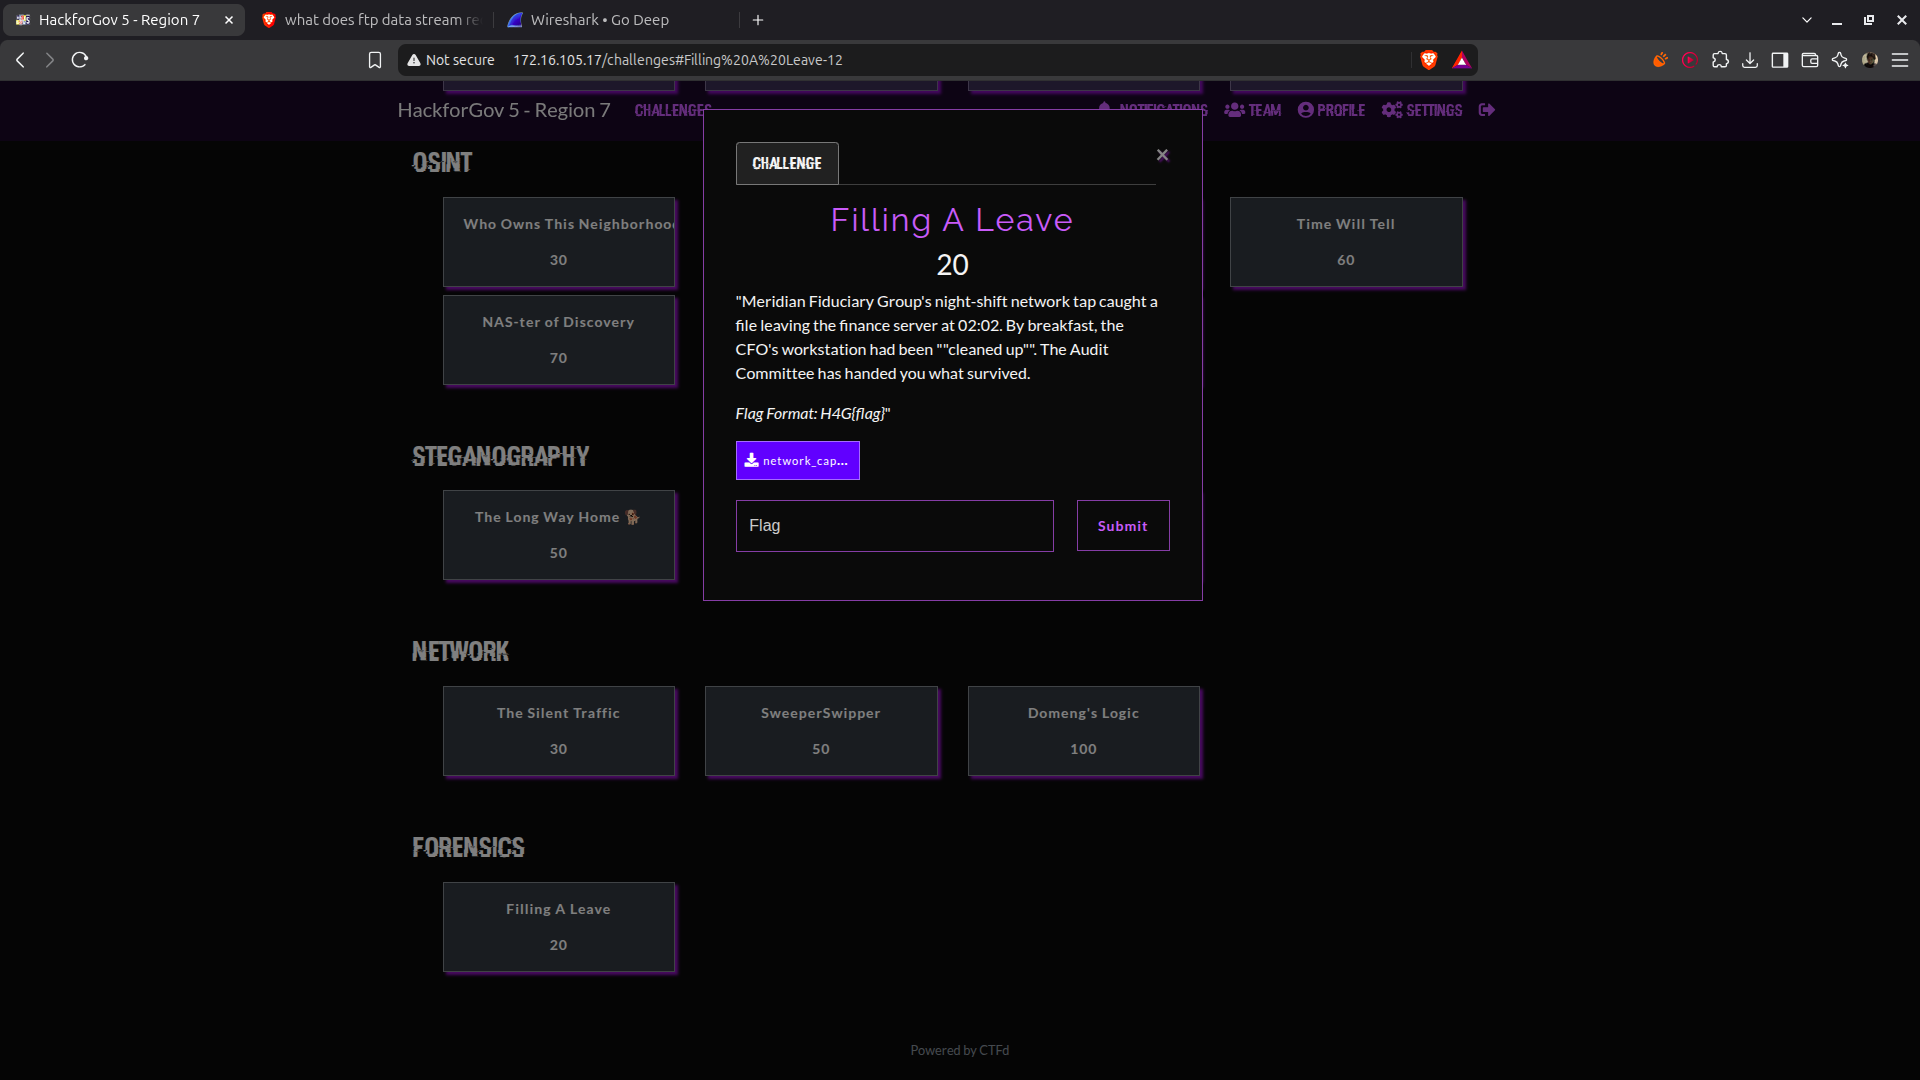 HackforGov 5 - Region 7
what does ftp data stream re
Wireshark • Go Deep
Not secure 172.16.105.17/challenges#Filling%20A%20Leave-12
HackforGov 5 - Region 7
CHALLENGES
NOTIFICATIONS
TEAM
PROFILE
SETTINGS
OSINT
Who Owns This Neighborhoo
30
Time Will Tell
60
NAS-ter of Discovery
70
CHALLENGE
×
Filling A Leave
20
"Meridian Fiduciary Group's night-shift network tap caught a
file leaving the finance server at 02:02. By breakfast, the
CFO's workstation had been ""cleaned up"". The Audit
Committee has handed you what survived.
Flag Format: H4G{flag}"
network_cap...
Flag
Submit
STEGANOGRAPHY
The Long Way Home 🐕
50
NETWORK
The Silent Traffic
30
SweeperSwipper
50
Domeng's Logic
100
FORENSICS
Filling A Leave
20
Powered by CTFd